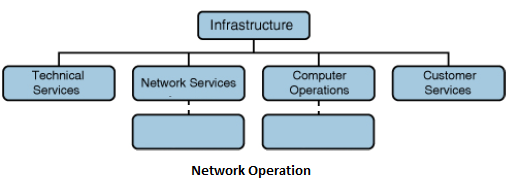 Infrastructure
Technical
Services
Network Services
Computer
Operations
Customer
Services
Network Operation